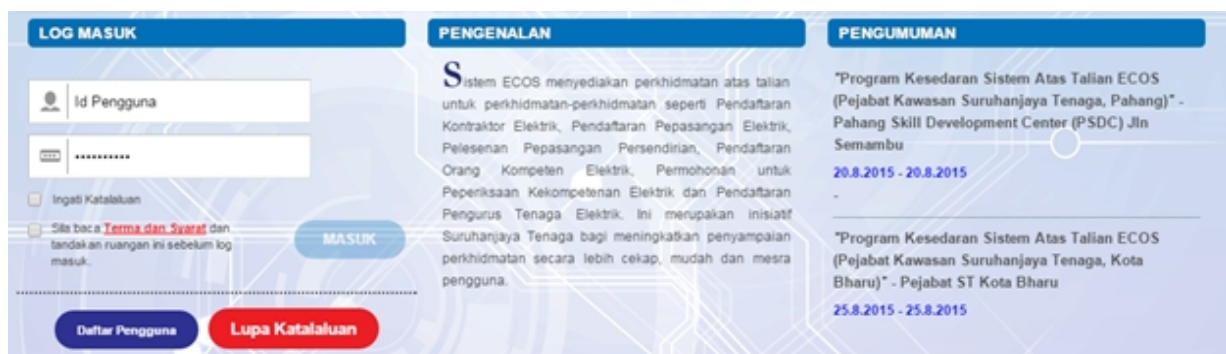 LOG MASUK
Id Pengguna
Ingati Katalaluan
Sila baca Terma dan Syarat dan
tandakan ruangan ini sebelum log
masuk.
MASUK
Daftar Pengguna
Lupa Katalaluan
PENGENALAN
Sistem ECOS menyediakan perkhidmatan atas talian
untuk perkhidmatan-perkhidmatan seperti Pendaftaran
Kontraktor Elektrik, Pendaftaran Pepasangan Elektrik,
Pelesenan Pepasangan Persendirian, Pendaftaran
Orang Kompeten Elektrik, Permohonan untuk
Peperiksaan Kekompetenan Elektrik dan Pendaftaran
Pengurus Tenaga Elektrik. Ini merupakan inisiatif
Suruhanjaya Tenaga bagi meningkatkan penyampaian
perkhidmatan secara lebih cekap, mudah dan mesra
pengguna.
PENGUMUMAN
"Program Kesedaran Sistem Atas Talian ECOS
(Pejabat Kawasan Suruhanjaya Tenaga, Pahang)" -
Pahang Skill Development Center (PSDC) Jln
Semambu
20.8.2015 - 20.8.2015
-
"Program Kesedaran Sistem Atas Talian ECOS
(Pejabat Kawasan Suruhanjaya Tenaga, Kota
Bharu)" - Pejabat ST Kota Bharu
25.8.2015 - 25.8.2015